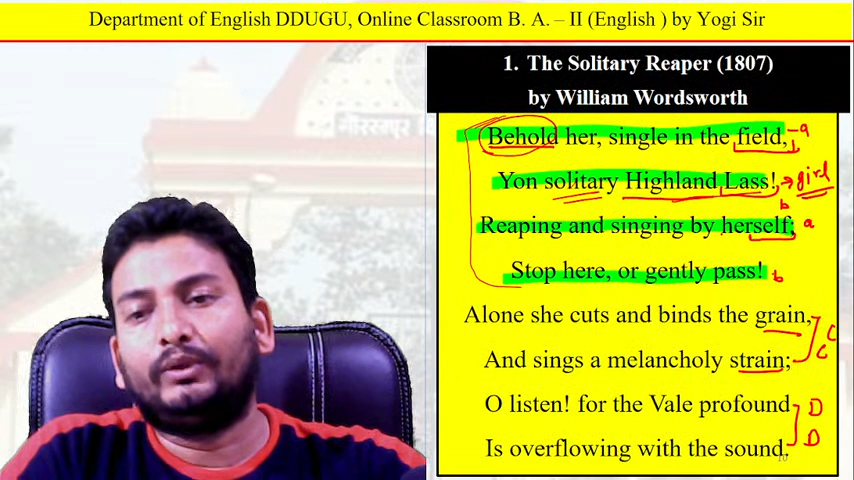 Department of English DDUGU, Online Classroom B. A. – II (English ) by Yogi Sir
1. The Solitary Reaper (1807)
by William Wordsworth
Behold her, single in the field, – a
Yon solitary Highland Lass! → girl
b
Reaping and singing by herself; a
Stop here, or gently pass! b
Alone she cuts and binds the grain, C
And sings a melancholy strain; C
O listen! for the Vale profound D
Is overflowing with the sound. D
10